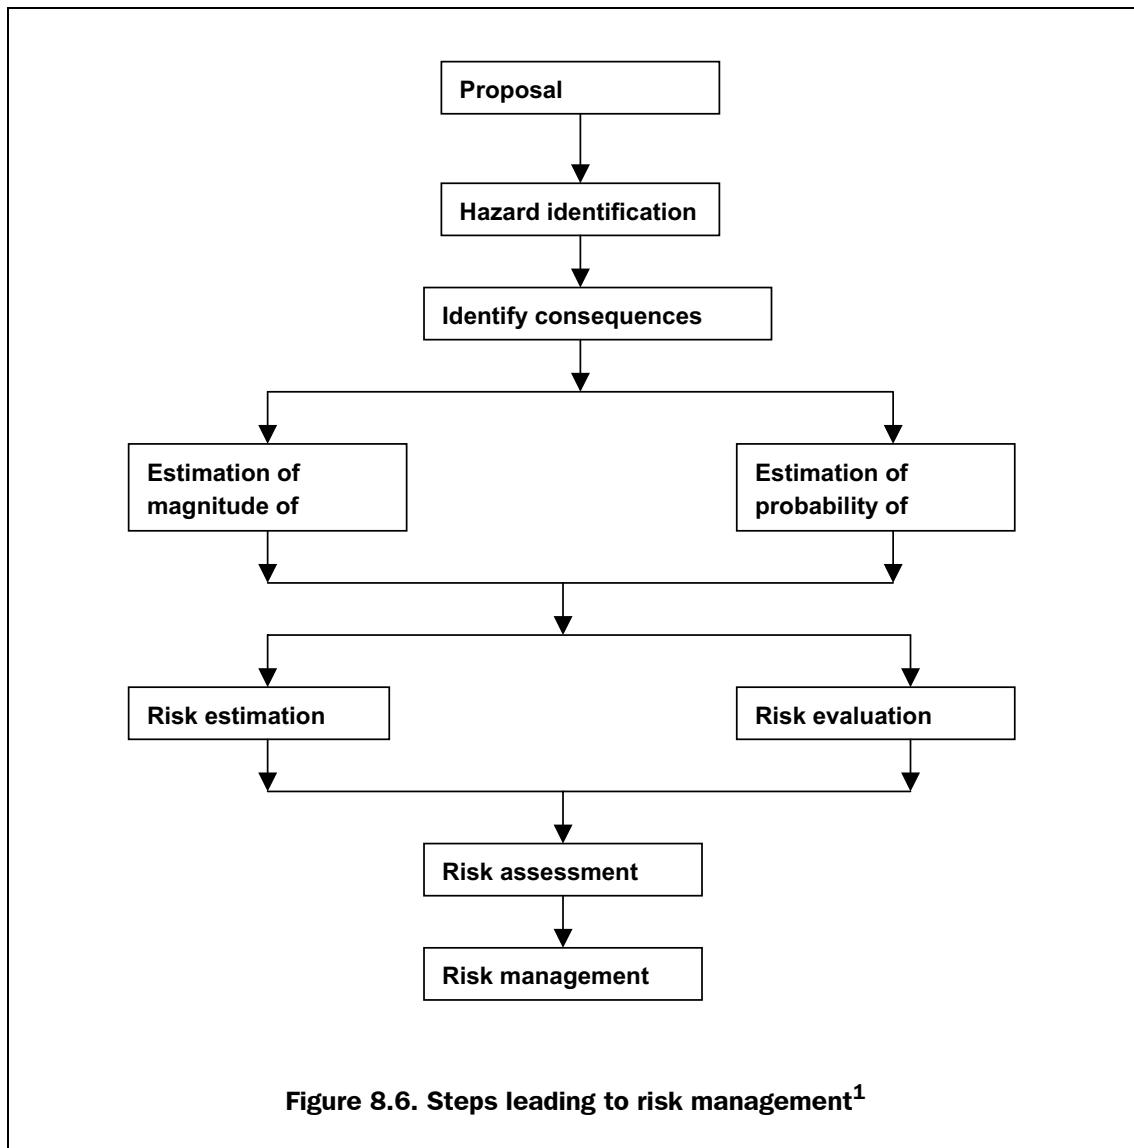 Proposal
Hazard identification
Identify consequences
Estimation of
magnitude of
Estimation of
probability of
Risk estimation
Risk evaluation
Risk assessment
Risk management
Figure 8.6. Steps leading to risk management¹